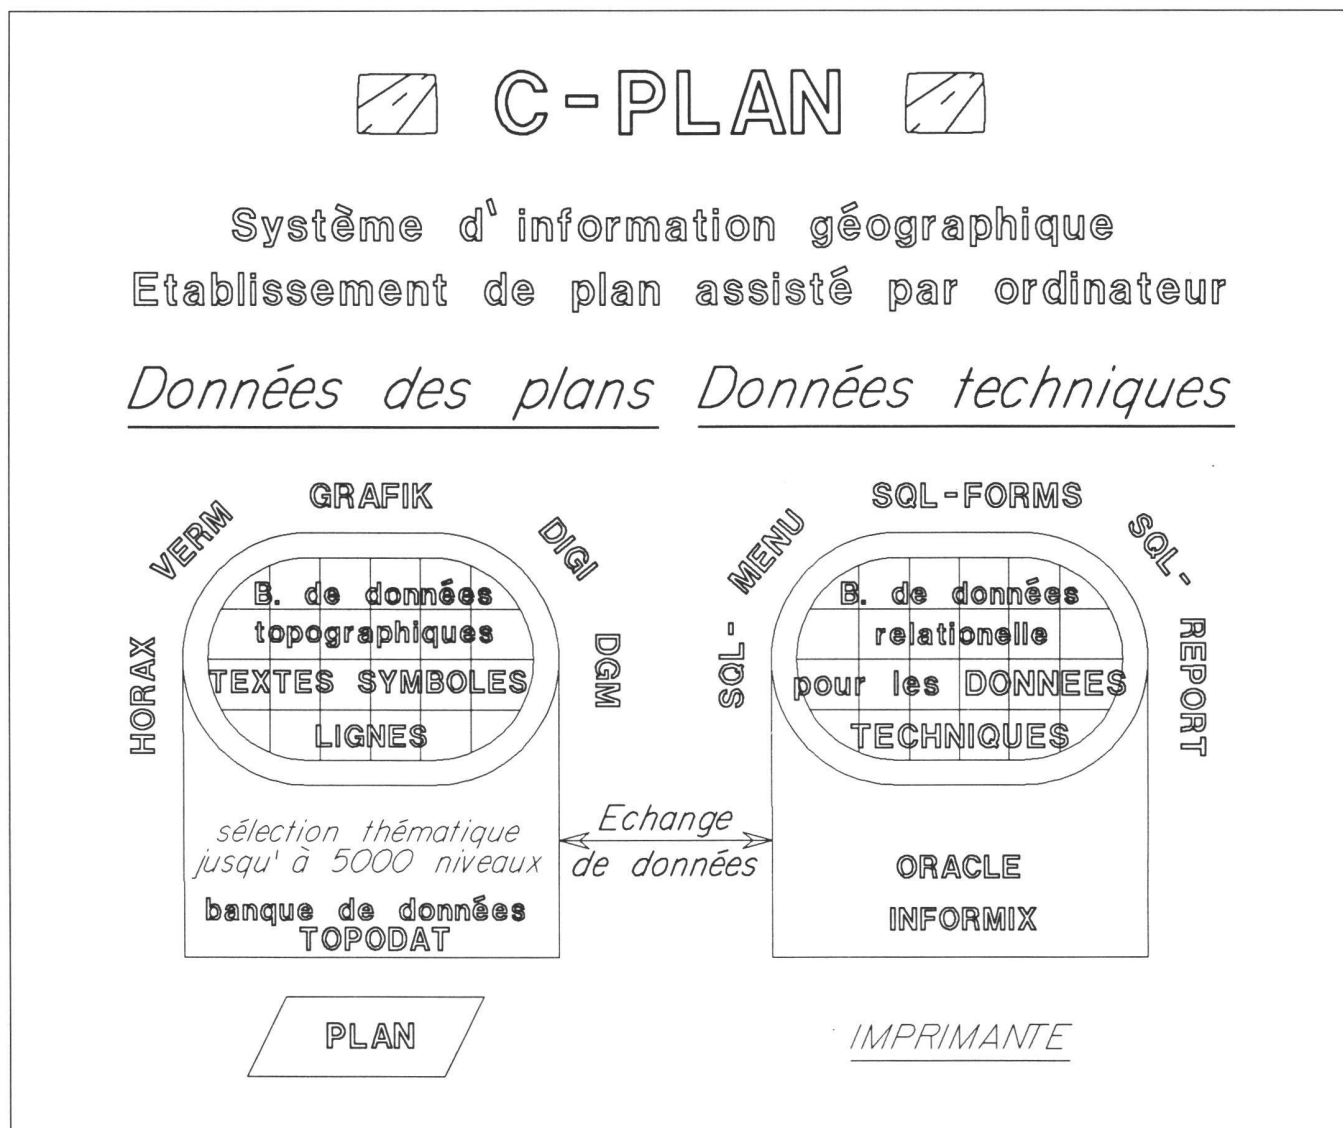 C-PLAN
Système d'information géographique
Etablissement de plan assisté par ordinateur
Données des plans
Données techniques
HORAX
VERM
GRAFIK
DIGI
DGM
B. de données
topographiques
TEXTES SYMBOLES
LIGNES
sélection thématique
jusqu'à 5000 niveaux
banque de données
TOPODAT
PLAN
Echange
de données
SQL-
MENU
SQL-FORMS
SQL-
REPORT
B. de données
relationelle
pour les DONNEES
TECHNIQUES
ORACLE
INFORMIX
IMPRIMANTE